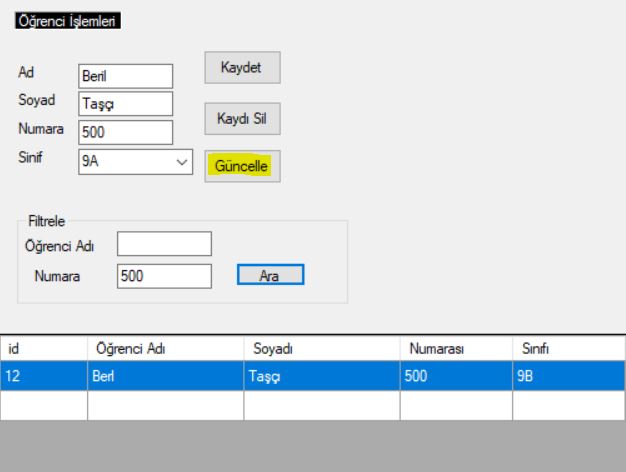 Öğrenci İşlemleri
Ad Beril Kaydet
Soyad Taşçı
Kaydı Sil
Numara 500
Sinif 9A Güncelle
Filtrele
Öğrenci Adı
Numara 500 Ara
id Öğrenci Adı Soyadı Numarası Sınıfı
12 Beril Taşçı 500 9B